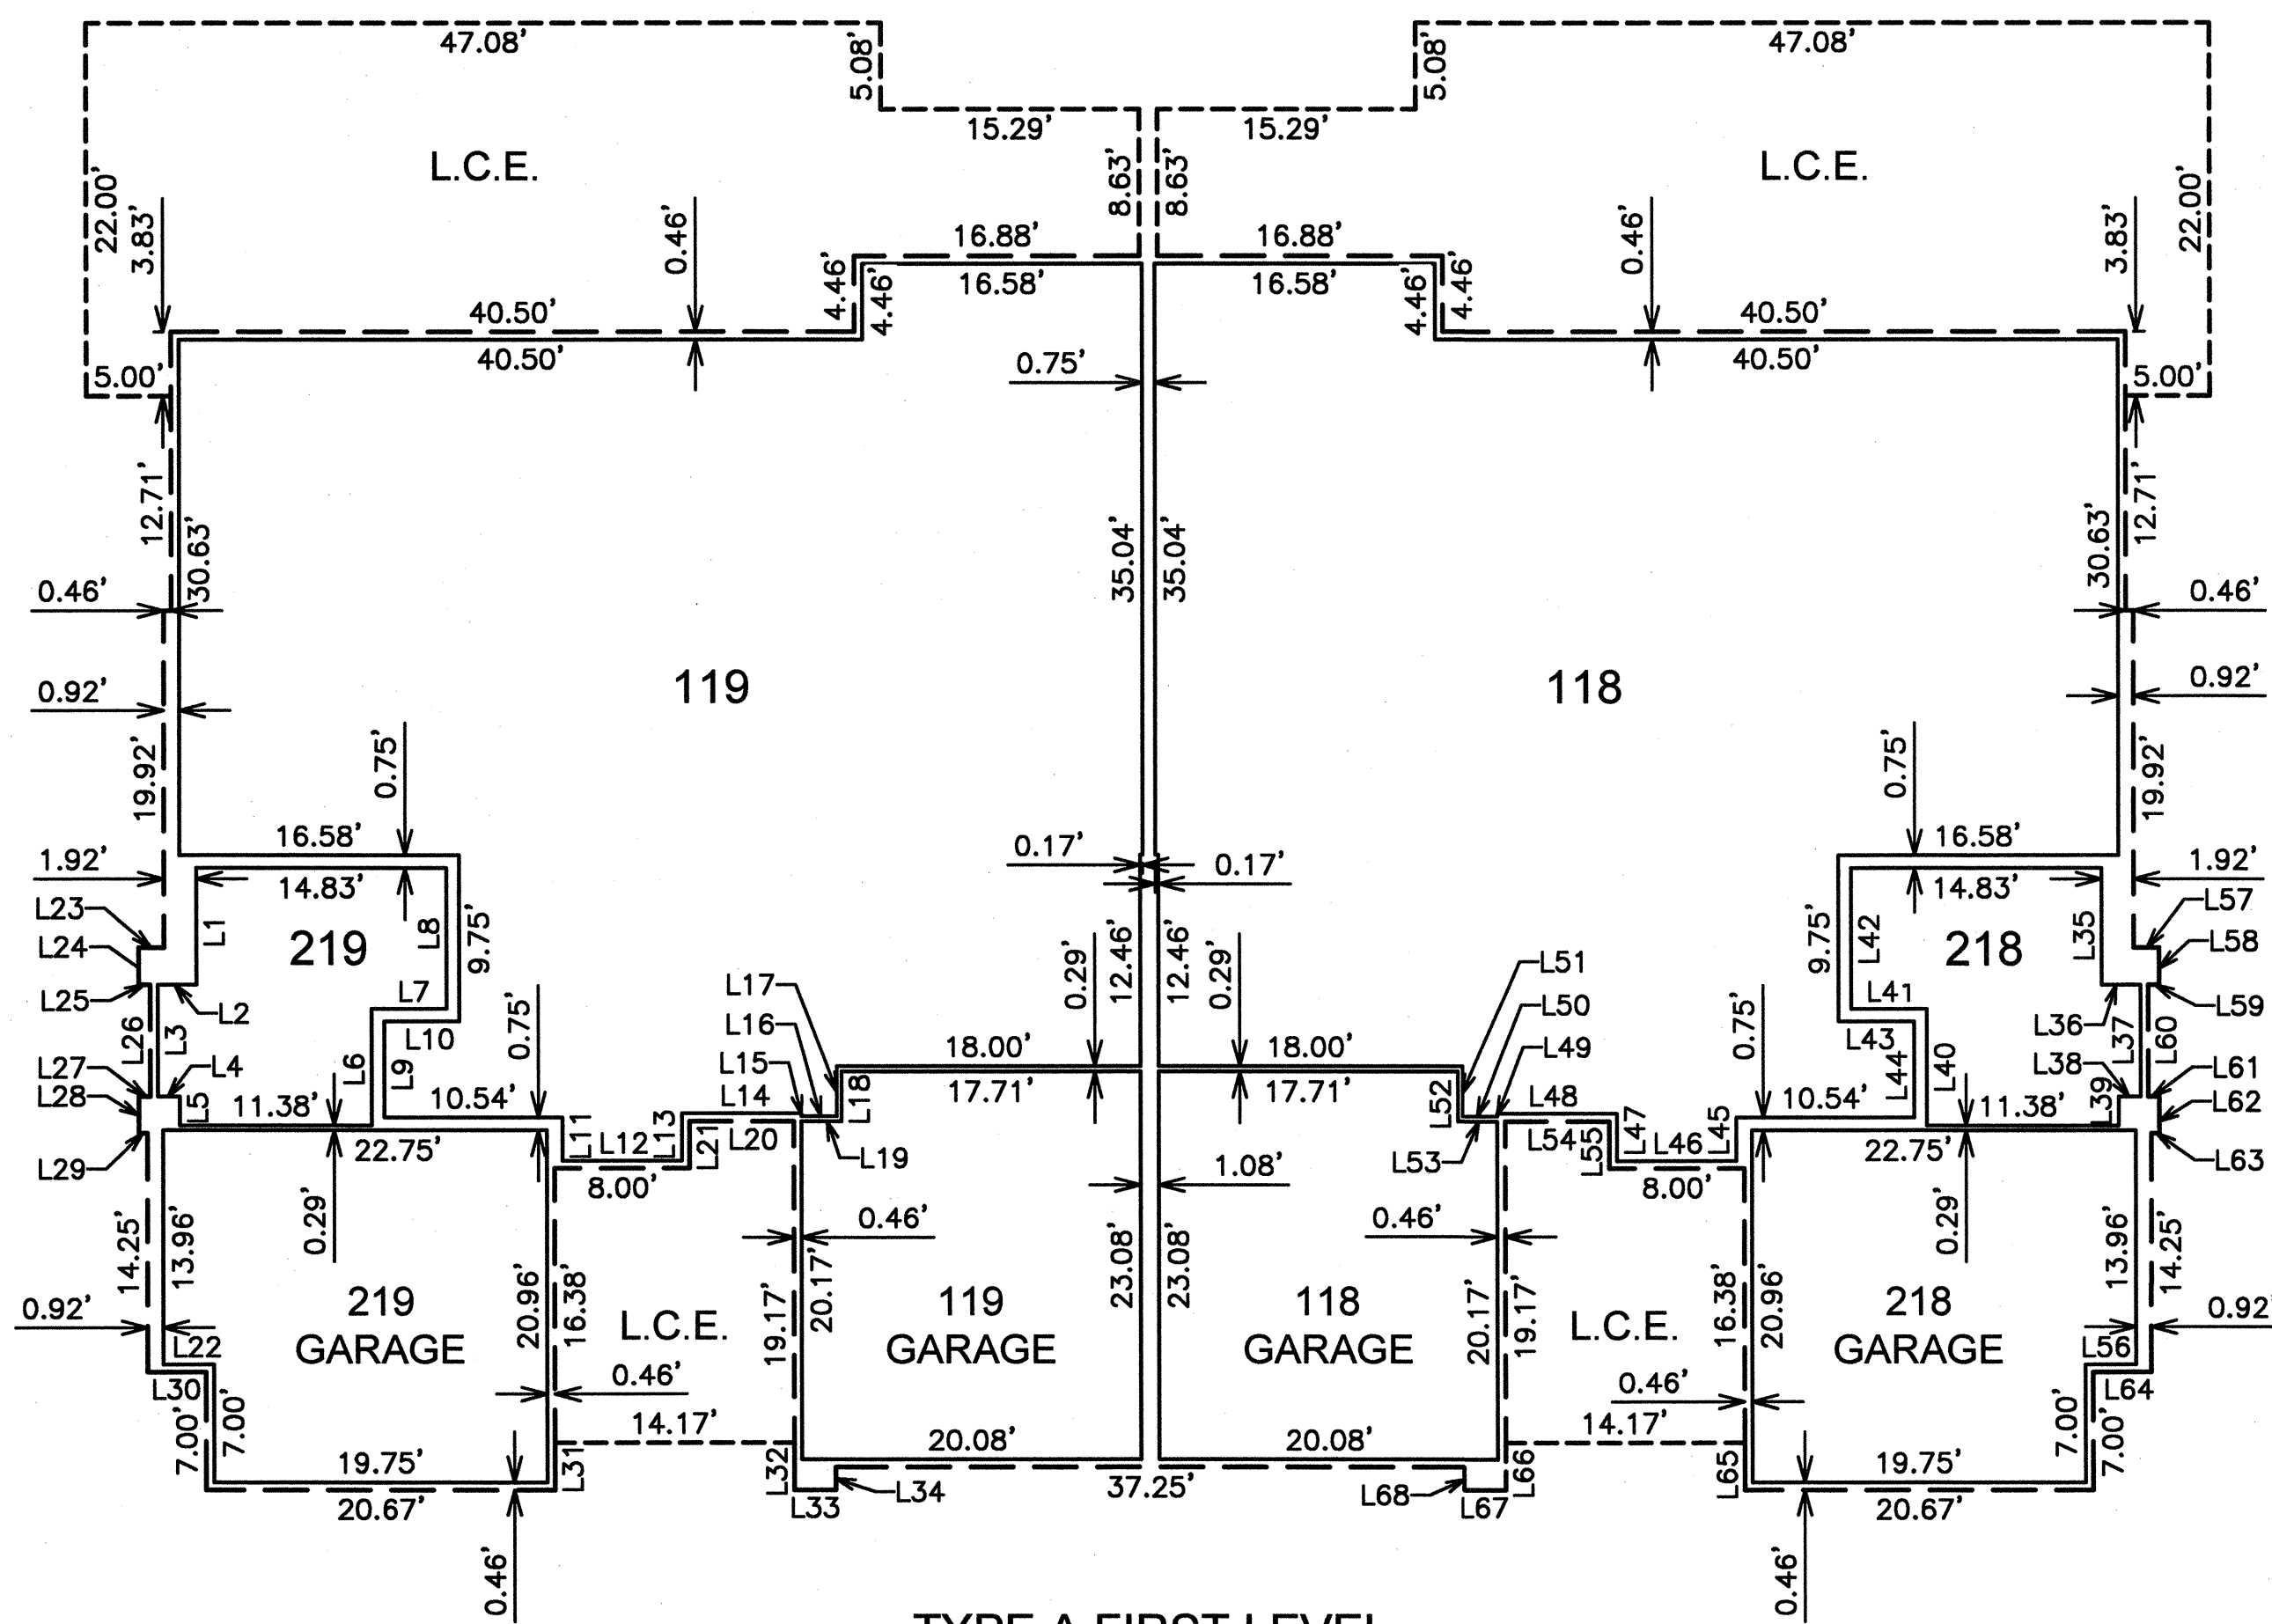 47.08' 47.08'
5.08' 5.08'
15.29' 15.29'
L.C.E. L.C.E.
22.00' 3.83' 0.46' 8.63' 8.63' 0.46' 3.83' 22.00'
16.88' 16.88'
4.46' 4.46' 16.58' 16.58' 4.46' 4.46'
40.50' 40.50'
5.00' 40.50' 0.75' 40.50' 5.00'
12.71' 30.63' 35.04' 35.04' 30.63' 12.71'
0.46' 0.46'
119 118
0.92' 0.92'
19.92' 0.75' 0.75' 19.92'
16.58' 0.17' 0.17' 16.58'
1.92' 14.83' 14.83' 1.92'
L23 L1 219 L8 9.75' 12.46' 12.46' 9.75' L42 218 L35 L57
L24 L17 0.29' 0.29' L51 L58
L25 L2 L7 L16 L50 L41 L36 L59
L26 L3 L10 0.75' L15 L49 0.75' L43 L37 L60
L27 L4 L6 L9 18.00' 18.00' L44 L40 L38 L61
L28 L5 11.38' 10.54' L14 L18 17.71' 17.71' L52 L48 10.54' 11.38' L39 L62
L29 22.75' L11 L12 L13 L21 L20 L19 L53 L54 L55 L47 L46 L45 22.75' L63
8.00' 1.08' 8.00'
14.25' 13.96' 0.29' 0.46' 0.46' 0.29' 13.96' 14.25'
20.96' 16.38' 19.17' 20.17' 23.08' 23.08' 20.17' 19.17' 16.38' 20.96'
219 119 118 218
0.92' L.C.E. L.C.E. 0.92'
GARAGE GARAGE GARAGE GARAGE
L22 L56
L30 0.46' 0.46' L64
7.00' 7.00' 14.17' 14.17' 7.00' 7.00'
19.75' L31 L32 20.08' 20.08' L66 L65 19.75'
20.67' L33 L34 37.25' L68 L67 20.67'
0.46' 0.46'
TYPE A FIRST LEVEL